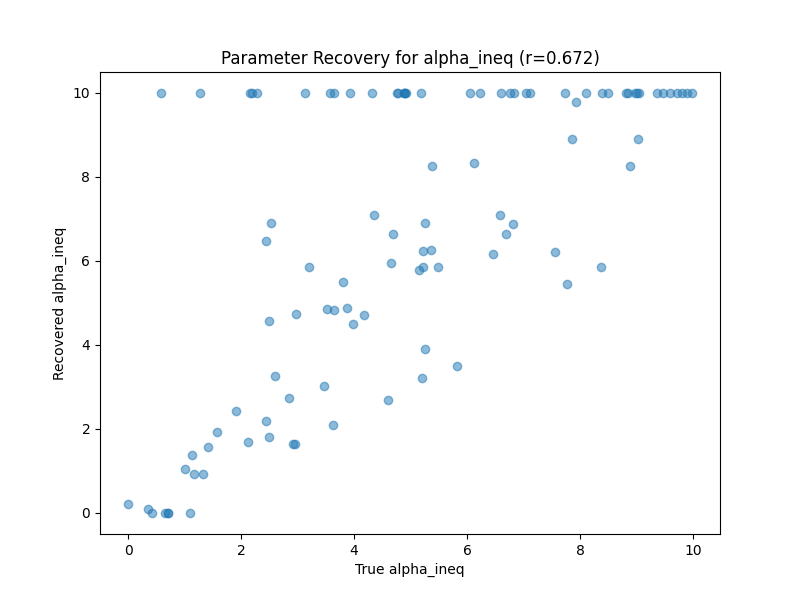 Parameter Recovery for alpha_ineq (r=0.672)
Recovered alpha_ineq
10
8
6
4
2
0
0 2 4 6 8 10
True alpha_ineq